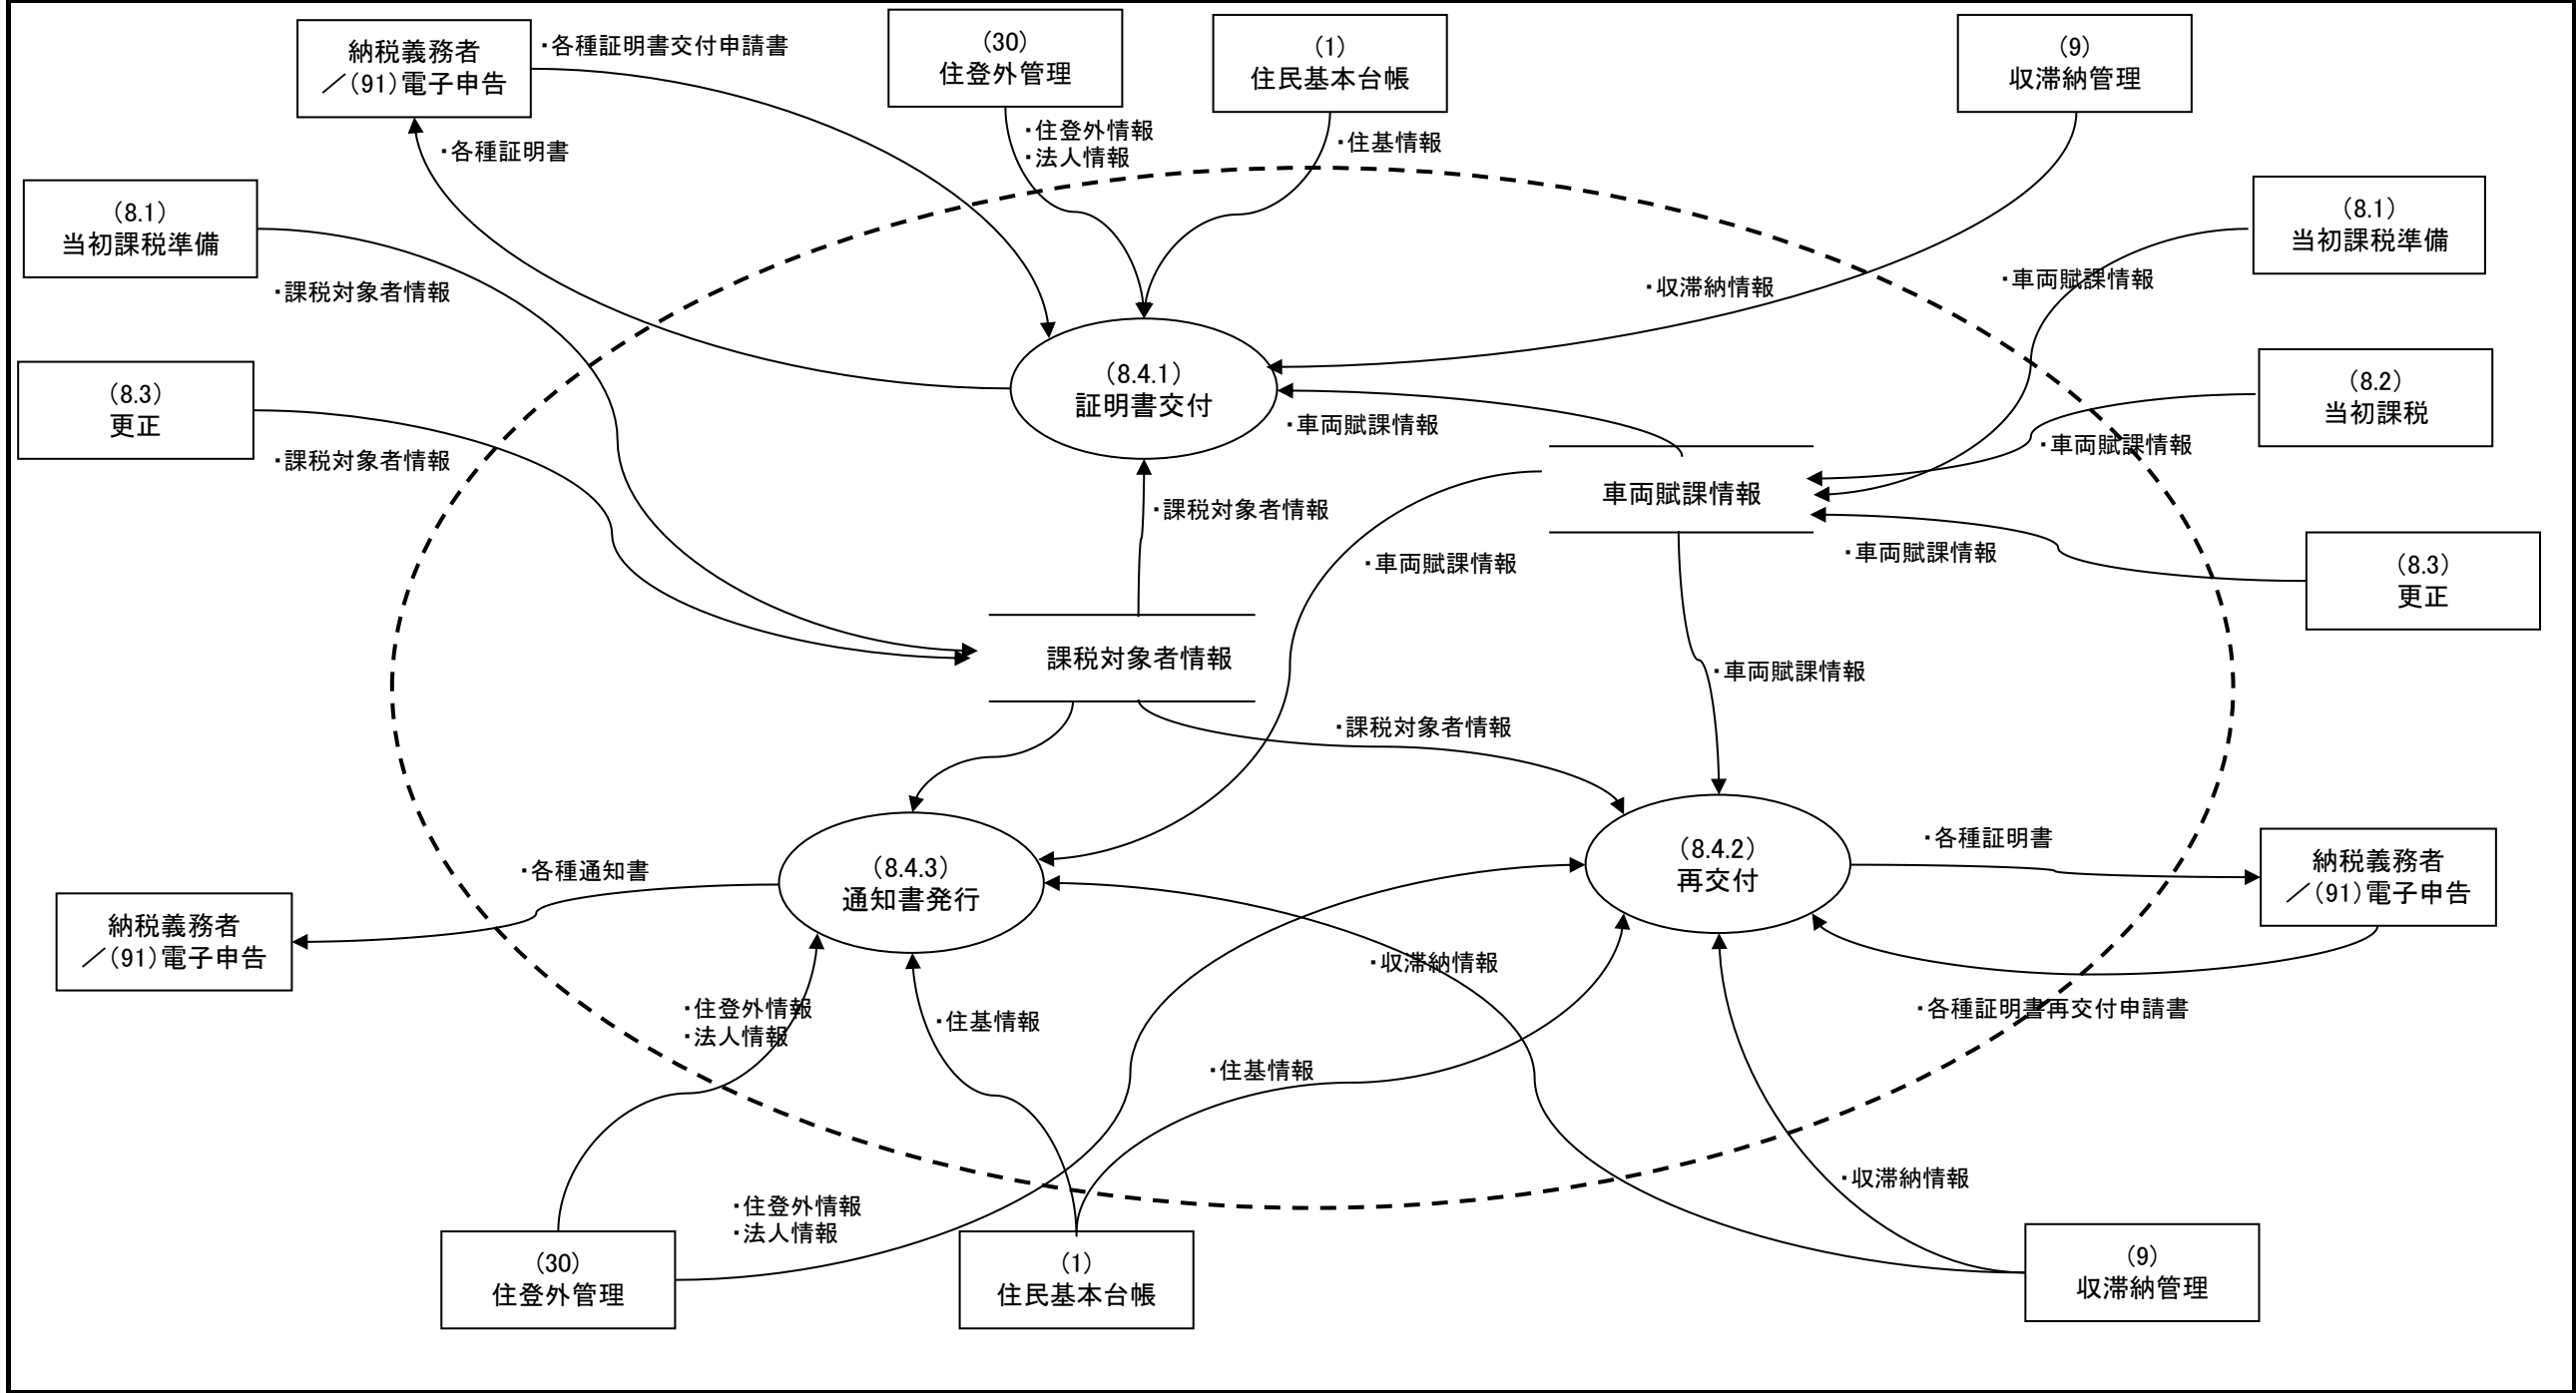 納税義務者
／(91)電子申告
・各種証明書交付申請書
(30)
住登外管理
(1)
住民基本台帳
(9)
収滞納管理
・各種証明書
・住登外情報
・法人情報
・住基情報
(8.1)
当初課税準備
(8.1)
当初課税準備
・課税対象者情報
・収滞納情報
・車両賦課情報
(8.3)
更正
(8.4.1)
証明書交付
(8.2)
当初課税
・課税対象者情報
・車両賦課情報
・車両賦課情報
・課税対象者情報
車両賦課情報
・車両賦課情報
・車両賦課情報
(8.3)
更正
課税対象者情報
・車両賦課情報
・課税対象者情報
(8.4.3)
通知書発行
(8.4.2)
再交付
・各種証明書
納税義務者
／(91)電子申告
・各種通知書
納税義務者
／(91)電子申告
・収滞納情報
・住登外情報
・法人情報
・住基情報
・各種証明書再交付申請書
・住基情報
・住登外情報
・法人情報
・収滞納情報
(30)
住登外管理
(1)
住民基本台帳
(9)
収滞納管理